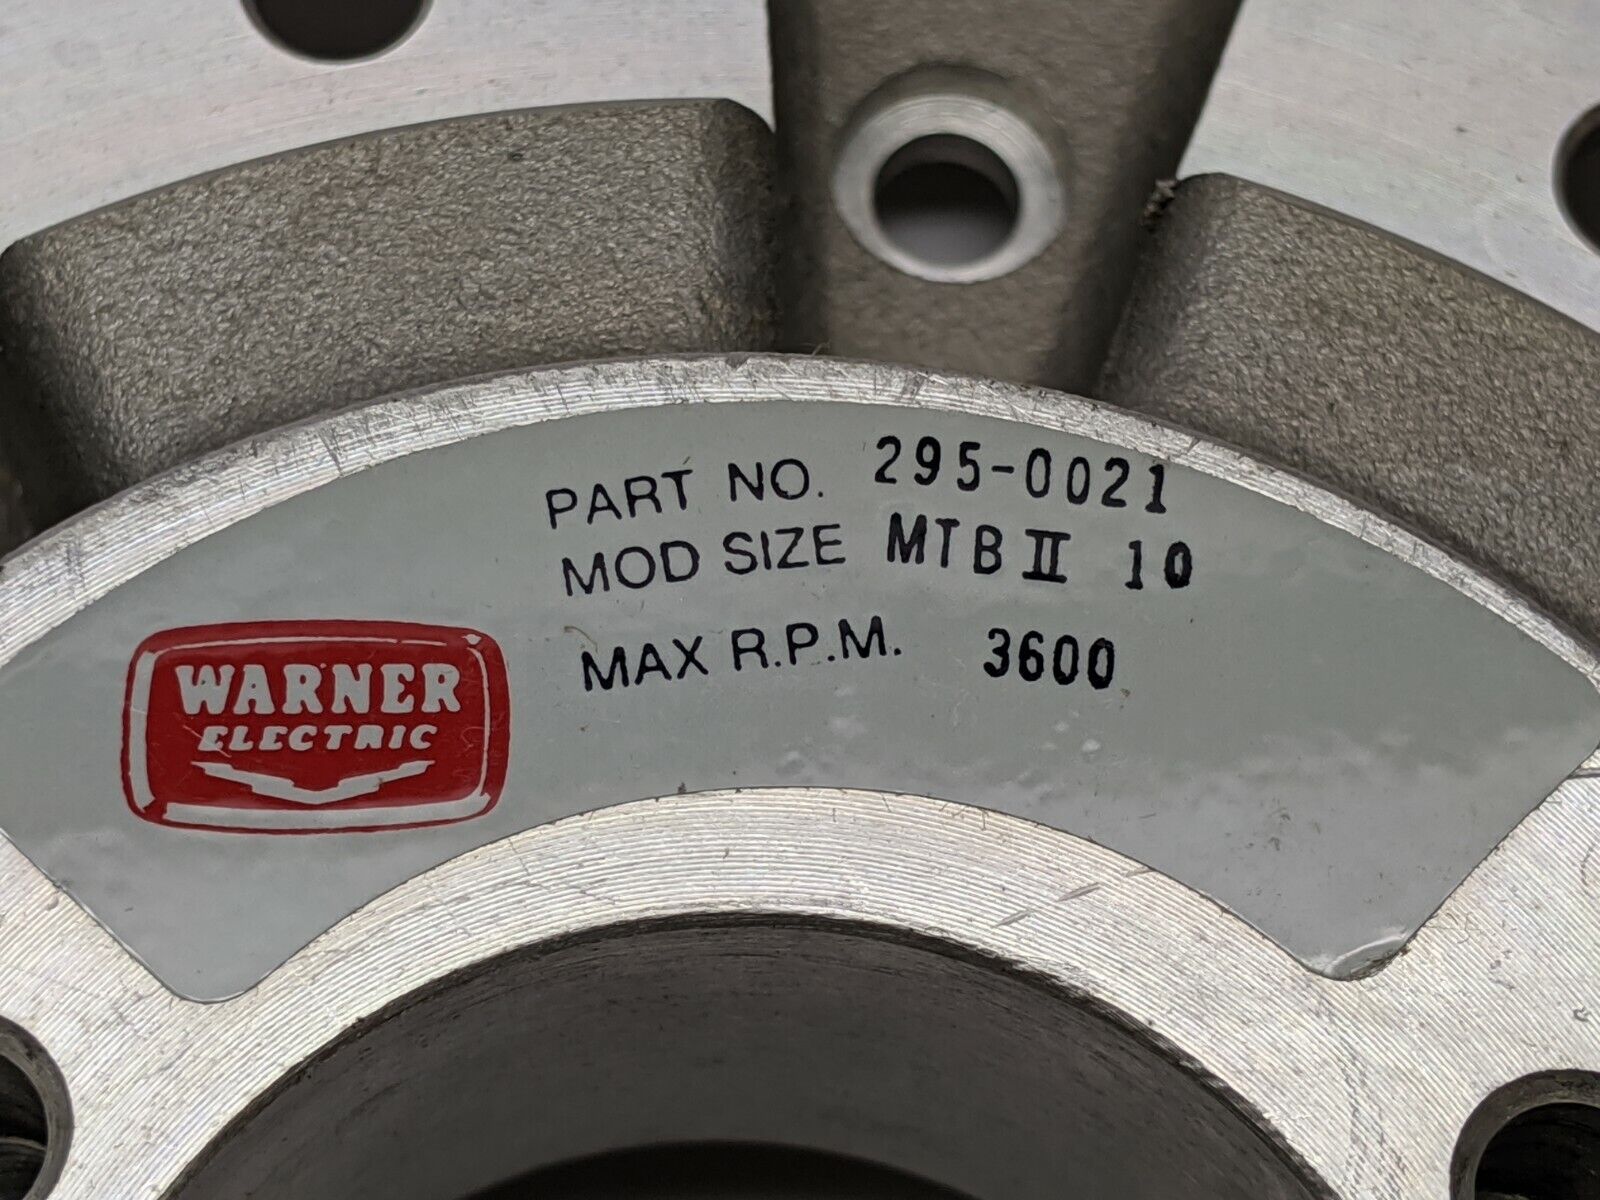 PART NO. 295-0021
MOD SIZE MTB II 10
MAX R.P.M. 3600
WARNER
ELECTRIC